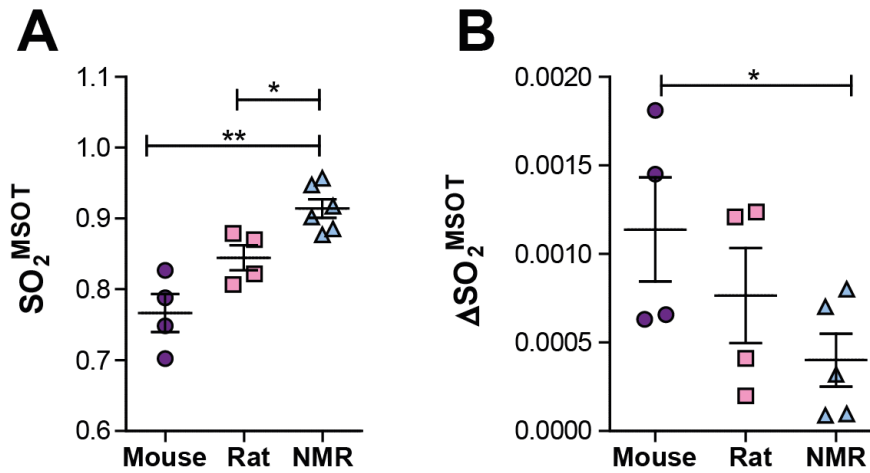 A
SO2MSOT
1.1
1.0
0.9
0.8
0.7
0.6
*
**
Mouse Rat NMR
B
ΔSO2MSOT
0.0020
0.0015
0.0010
0.0005
0.0000
*
Mouse Rat NMR